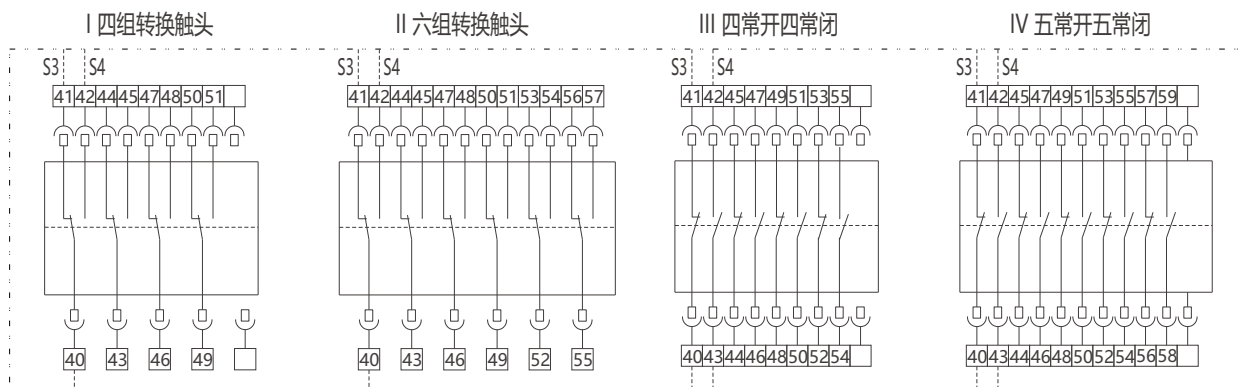 I 四组转换触头 II 六组转换触头 III 四常开四常闭 IV 五常开五常闭
S3 S4 S3 S4 S3 S4 S3 S4
41 42 44 45 47 48 50 51 41 42 44 45 47 48 50 51 53 54 56 57 41 42 45 47 49 51 53 55 41 42 45 47 49 51 53 55 57 59
40 43 46 49 40 43 46 49 52 55 40 43 44 46 48 50 52 54 40 43 44 46 48 50 52 54 56 58